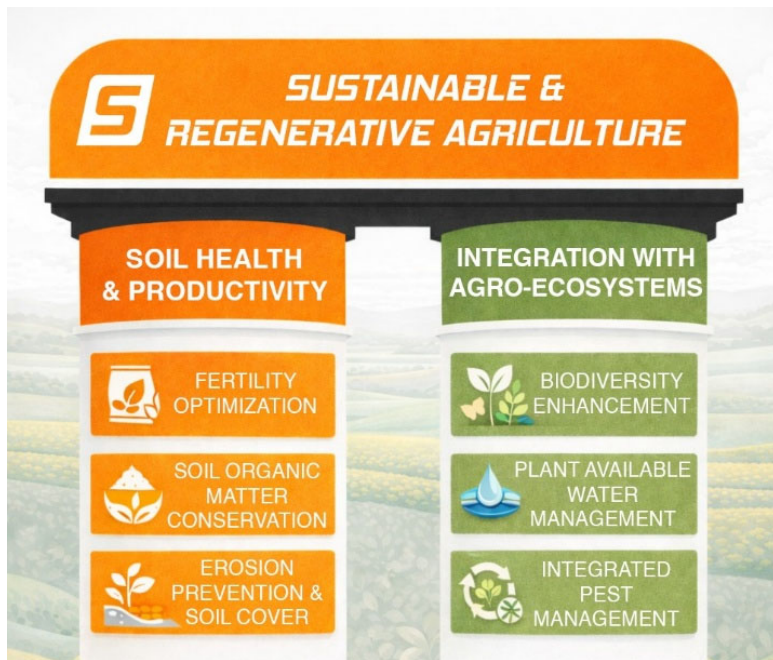 S
SUSTAINABLE &
REGENERATIVE AGRICULTURE
SOIL HEALTH
& PRODUCTIVITY
FERTILITY
OPTIMIZATION
SOIL ORGANIC
MATTER
CONSERVATION
EROSION
PREVENTION &
SOIL COVER
INTEGRATION WITH
AGRO-ECOSYSTEMS
BIODIVERSITY
ENHANCEMENT
PLANT AVAILABLE
WATER
MANAGEMENT
INTEGRATED
PEST
MANAGEMENT